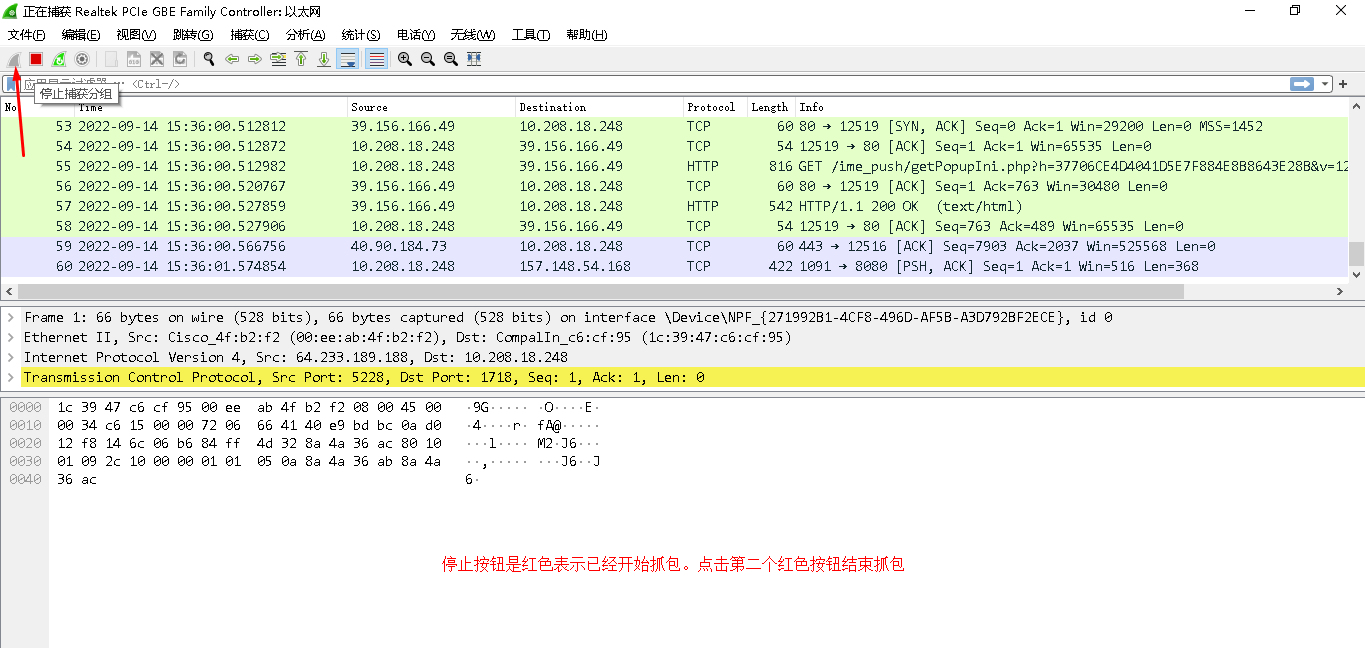 正在捕获 Realtek PCIe GBE Family Controller: 以太网
文件(F) 编辑(E) 视图(V) 跳转(G) 捕获(C) 分析(A) 统计(S) 电话(Y) 无线(W) 工具(T) 帮助(H)
应用显示过滤器 … <Ctrl-/>
停止捕获分组
No Time Source Destination Protocol Length Info
53 2022-09-14 15:36:00.512812 39.156.166.49 10.208.18.248 TCP 60 80 → 12519 [SYN, ACK] Seq=0 Ack=1 Win=29200 Len=0 MSS=1452
54 2022-09-14 15:36:00.512872 10.208.18.248 39.156.166.49 TCP 54 12519 → 80 [ACK] Seq=1 Ack=1 Win=65535 Len=0
55 2022-09-14 15:36:00.512982 10.208.18.248 39.156.166.49 HTTP 816 GET /ime_push/getPopupIni.php?h=37706CE4D4041D5E7F884E8B8643E28B&v=12
56 2022-09-14 15:36:00.520767 39.156.166.49 10.208.18.248 TCP 60 80 → 12519 [ACK] Seq=1 Ack=763 Win=30480 Len=0
57 2022-09-14 15:36:00.527859 39.156.166.49 10.208.18.248 HTTP 542 HTTP/1.1 200 OK (text/html)
58 2022-09-14 15:36:00.527906 10.208.18.248 39.156.166.49 TCP 54 12519 → 80 [ACK] Seq=763 Ack=489 Win=65535 Len=0
59 2022-09-14 15:36:00.566756 40.90.184.73 10.208.18.248 TCP 60 443 → 12516 [ACK] Seq=7903 Ack=2037 Win=525568 Len=0
60 2022-09-14 15:36:01.574854 10.208.18.248 157.148.54.168 TCP 422 1091 → 8080 [PSH, ACK] Seq=1 Ack=1 Win=516 Len=368
Frame 1: 66 bytes on wire (528 bits), 66 bytes captured (528 bits) on interface \Device\NPF_{271992B1-4CF8-496D-AF5B-A3D792BF2ECE}, id 0
Ethernet II, Src: Cisco_4f:b2:f2 (00:ee:ab:4f:b2:f2), Dst: CompalIn_c6:cf:95 (1c:39:47:c6:cf:95)
Internet Protocol Version 4, Src: 64.233.189.188, Dst: 10.208.18.248
Transmission Control Protocol, Src Port: 5228, Dst Port: 1718, Seq: 1, Ack: 1, Len: 0
0000 1c 39 47 c6 cf 95 00 ee ab 4f b2 f2 08 00 45 00 ·9G····· ·O····E·
0010 00 34 c6 15 00 00 72 06 66 41 40 e9 bd bc 0a d0 ·4····r· fA@·····
0020 12 f8 14 6c 06 b6 84 ff 4d 32 8a 4a 36 ac 80 10 ···l···· M2·J6···
0030 01 09 2c 10 00 00 01 01 05 0a 8a 4a 36 ab 8a 4a ··,····· ···J6··J
0040 36 ac 6·
停止按钮是红色表示已经开始抓包。点击第二个红色按钮结束抓包